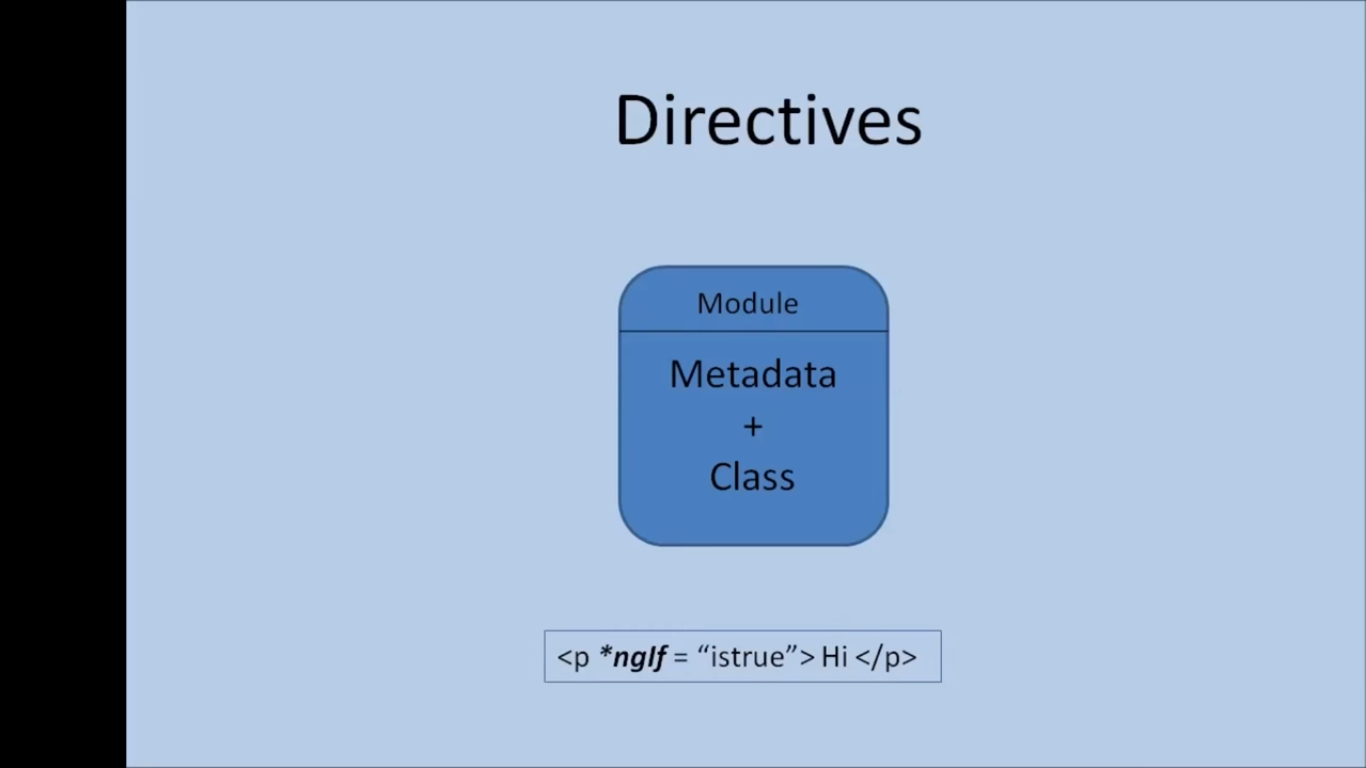 Directives
Module
Metadata
+
Class
<p *ngIf = “istrue”> Hi </p>